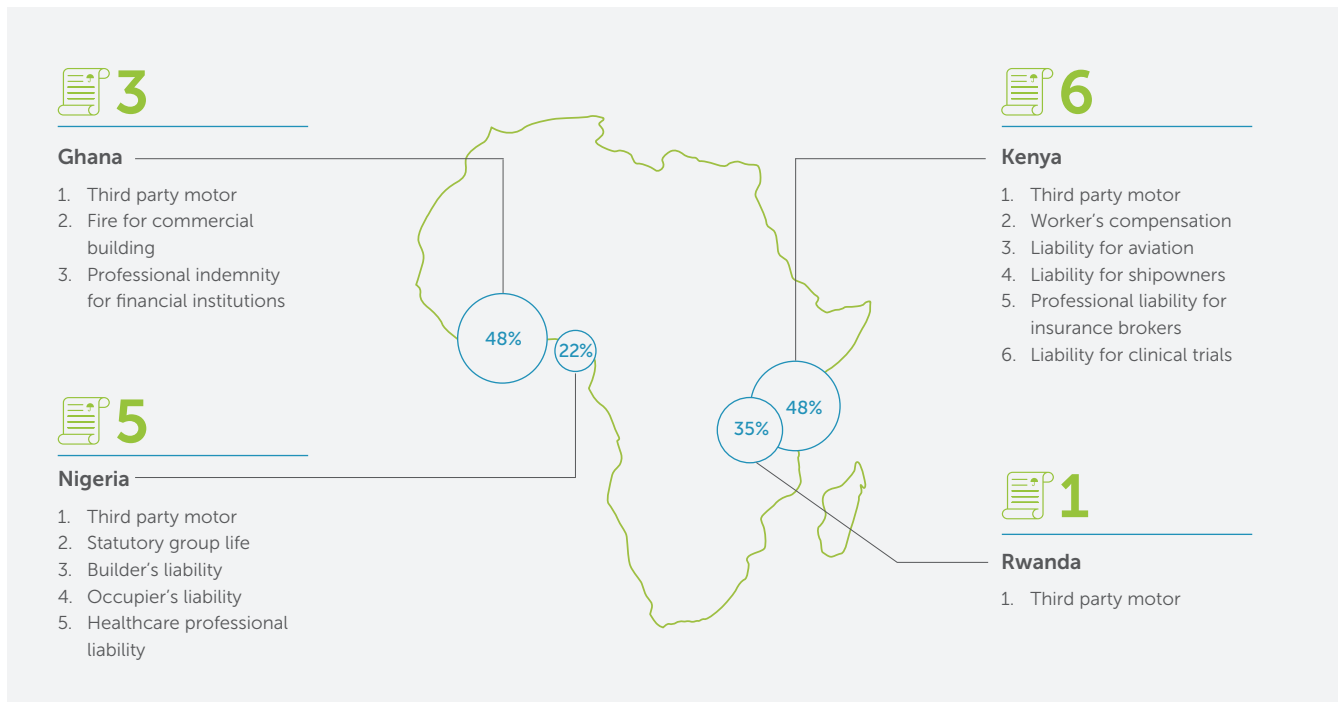 3
Ghana
1. Third party motor
2. Fire for commercial
building
3. Professional indemnity
for financial institutions
5
Nigeria
1. Third party motor
2. Statutory group life
3. Builder's liability
4. Occupier's liability
5. Healthcare professional
liability
48%
22%
48%
35%
6
Kenya
1. Third party motor
2. Worker's compensation
3. Liability for aviation
4. Liability for shipowners
5. Professional liability for
insurance brokers
6. Liability for clinical trials
1
Rwanda
1. Third party motor